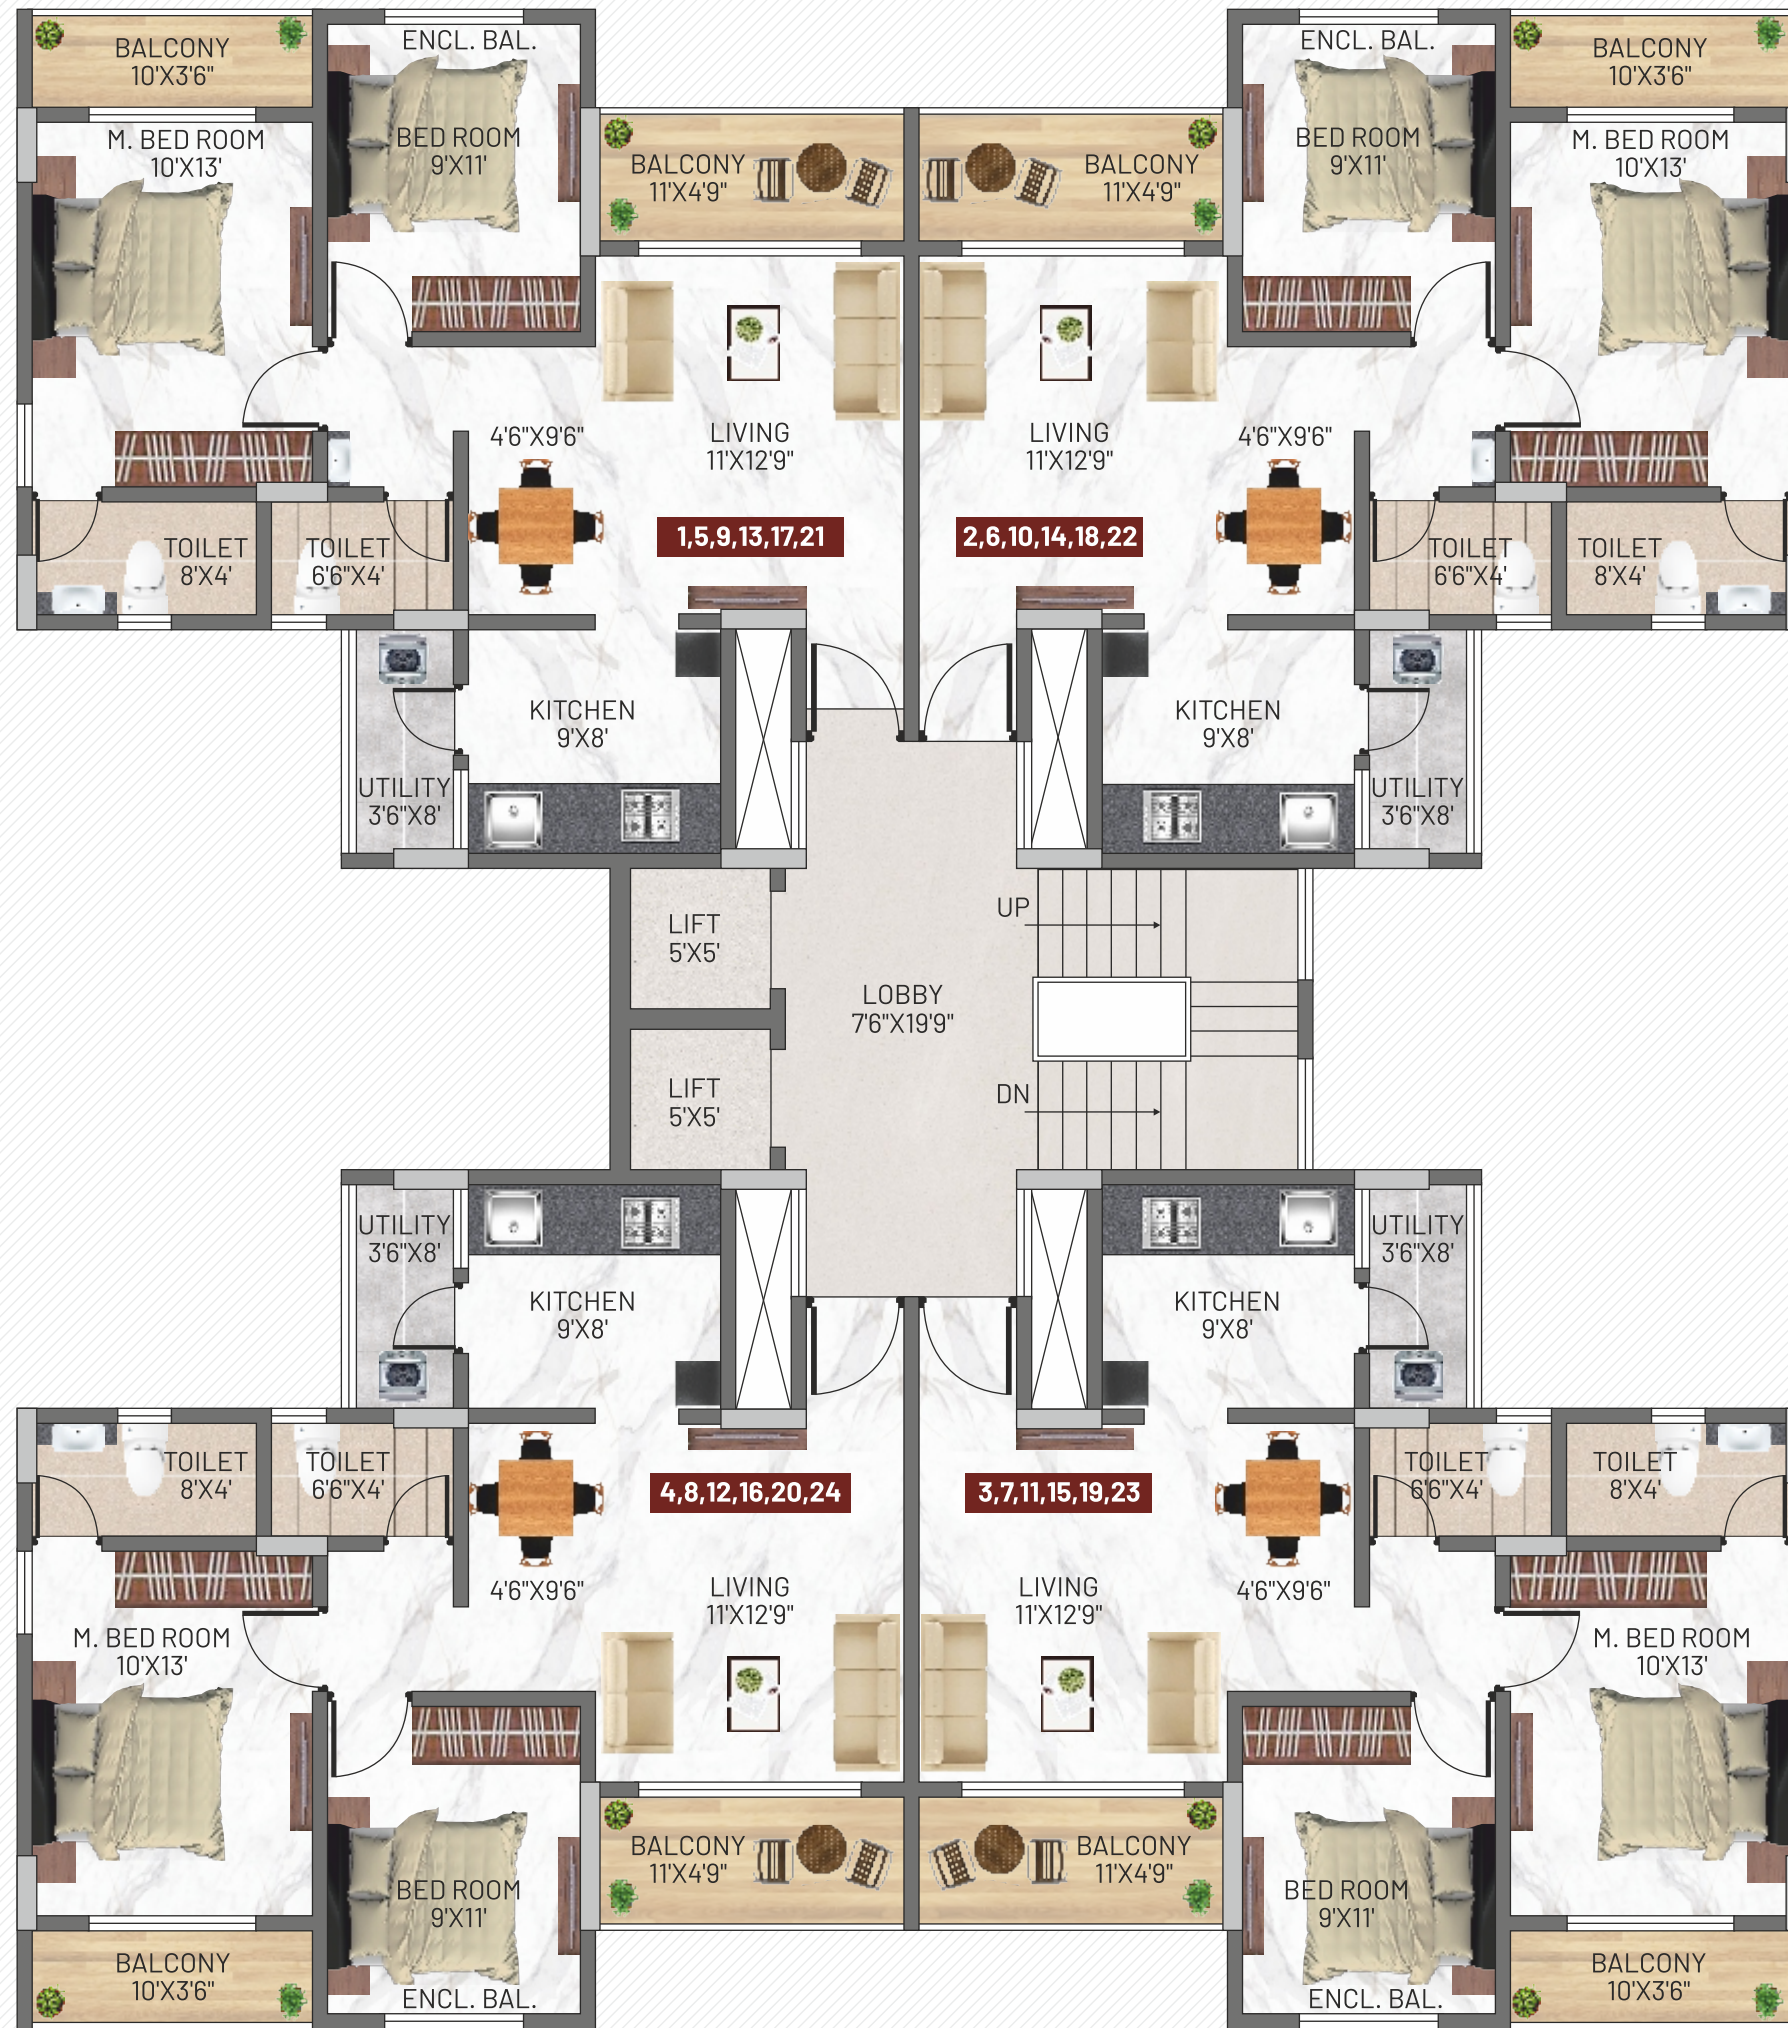 BALCONY
10'X3'6"
ENCL. BAL.
ENCL. BAL.
BALCONY
10'X3'6"
M. BED ROOM
10'X13'
BED ROOM
9'X11'
BALCONY
11'X4'9"
BALCONY
11'X4'9"
BED ROOM
9'X11'
M. BED ROOM
10'X13'
4'6"X9'6"
LIVING
11'X12'9"
LIVING
11'X12'9"
4'6"X9'6"
1,5,9,13,17,21
2,6,10,14,18,22
TOILET
8'X4'
TOILET
6'6"X4'
TOILET
6'6"X4'
TOILET
8'X4'
KITCHEN
9'X8'
KITCHEN
9'X8'
UTILITY
3'6"X8'
UTILITY
3'6"X8'
LIFT
5'X5'
UP
LOBBY
7'6"X19'9"
LIFT
5'X5'
DN
UTILITY
3'6"X8'
UTILITY
3'6"X8'
KITCHEN
9'X8'
KITCHEN
9'X8'
TOILET
8'X4'
TOILET
6'6"X4'
TOILET
6'6"X4'
TOILET
8'X4'
4,8,12,16,20,24
3,7,11,15,19,23
4'6"X9'6"
LIVING
11'X12'9"
LIVING
11'X12'9"
4'6"X9'6"
M. BED ROOM
10'X13'
M. BED ROOM
10'X13'
BALCONY
11'X4'9"
BALCONY
11'X4'9"
BED ROOM
9'X11'
BED ROOM
9'X11'
BALCONY
10'X3'6"
ENCL. BAL.
ENCL. BAL.
BALCONY
10'X3'6"